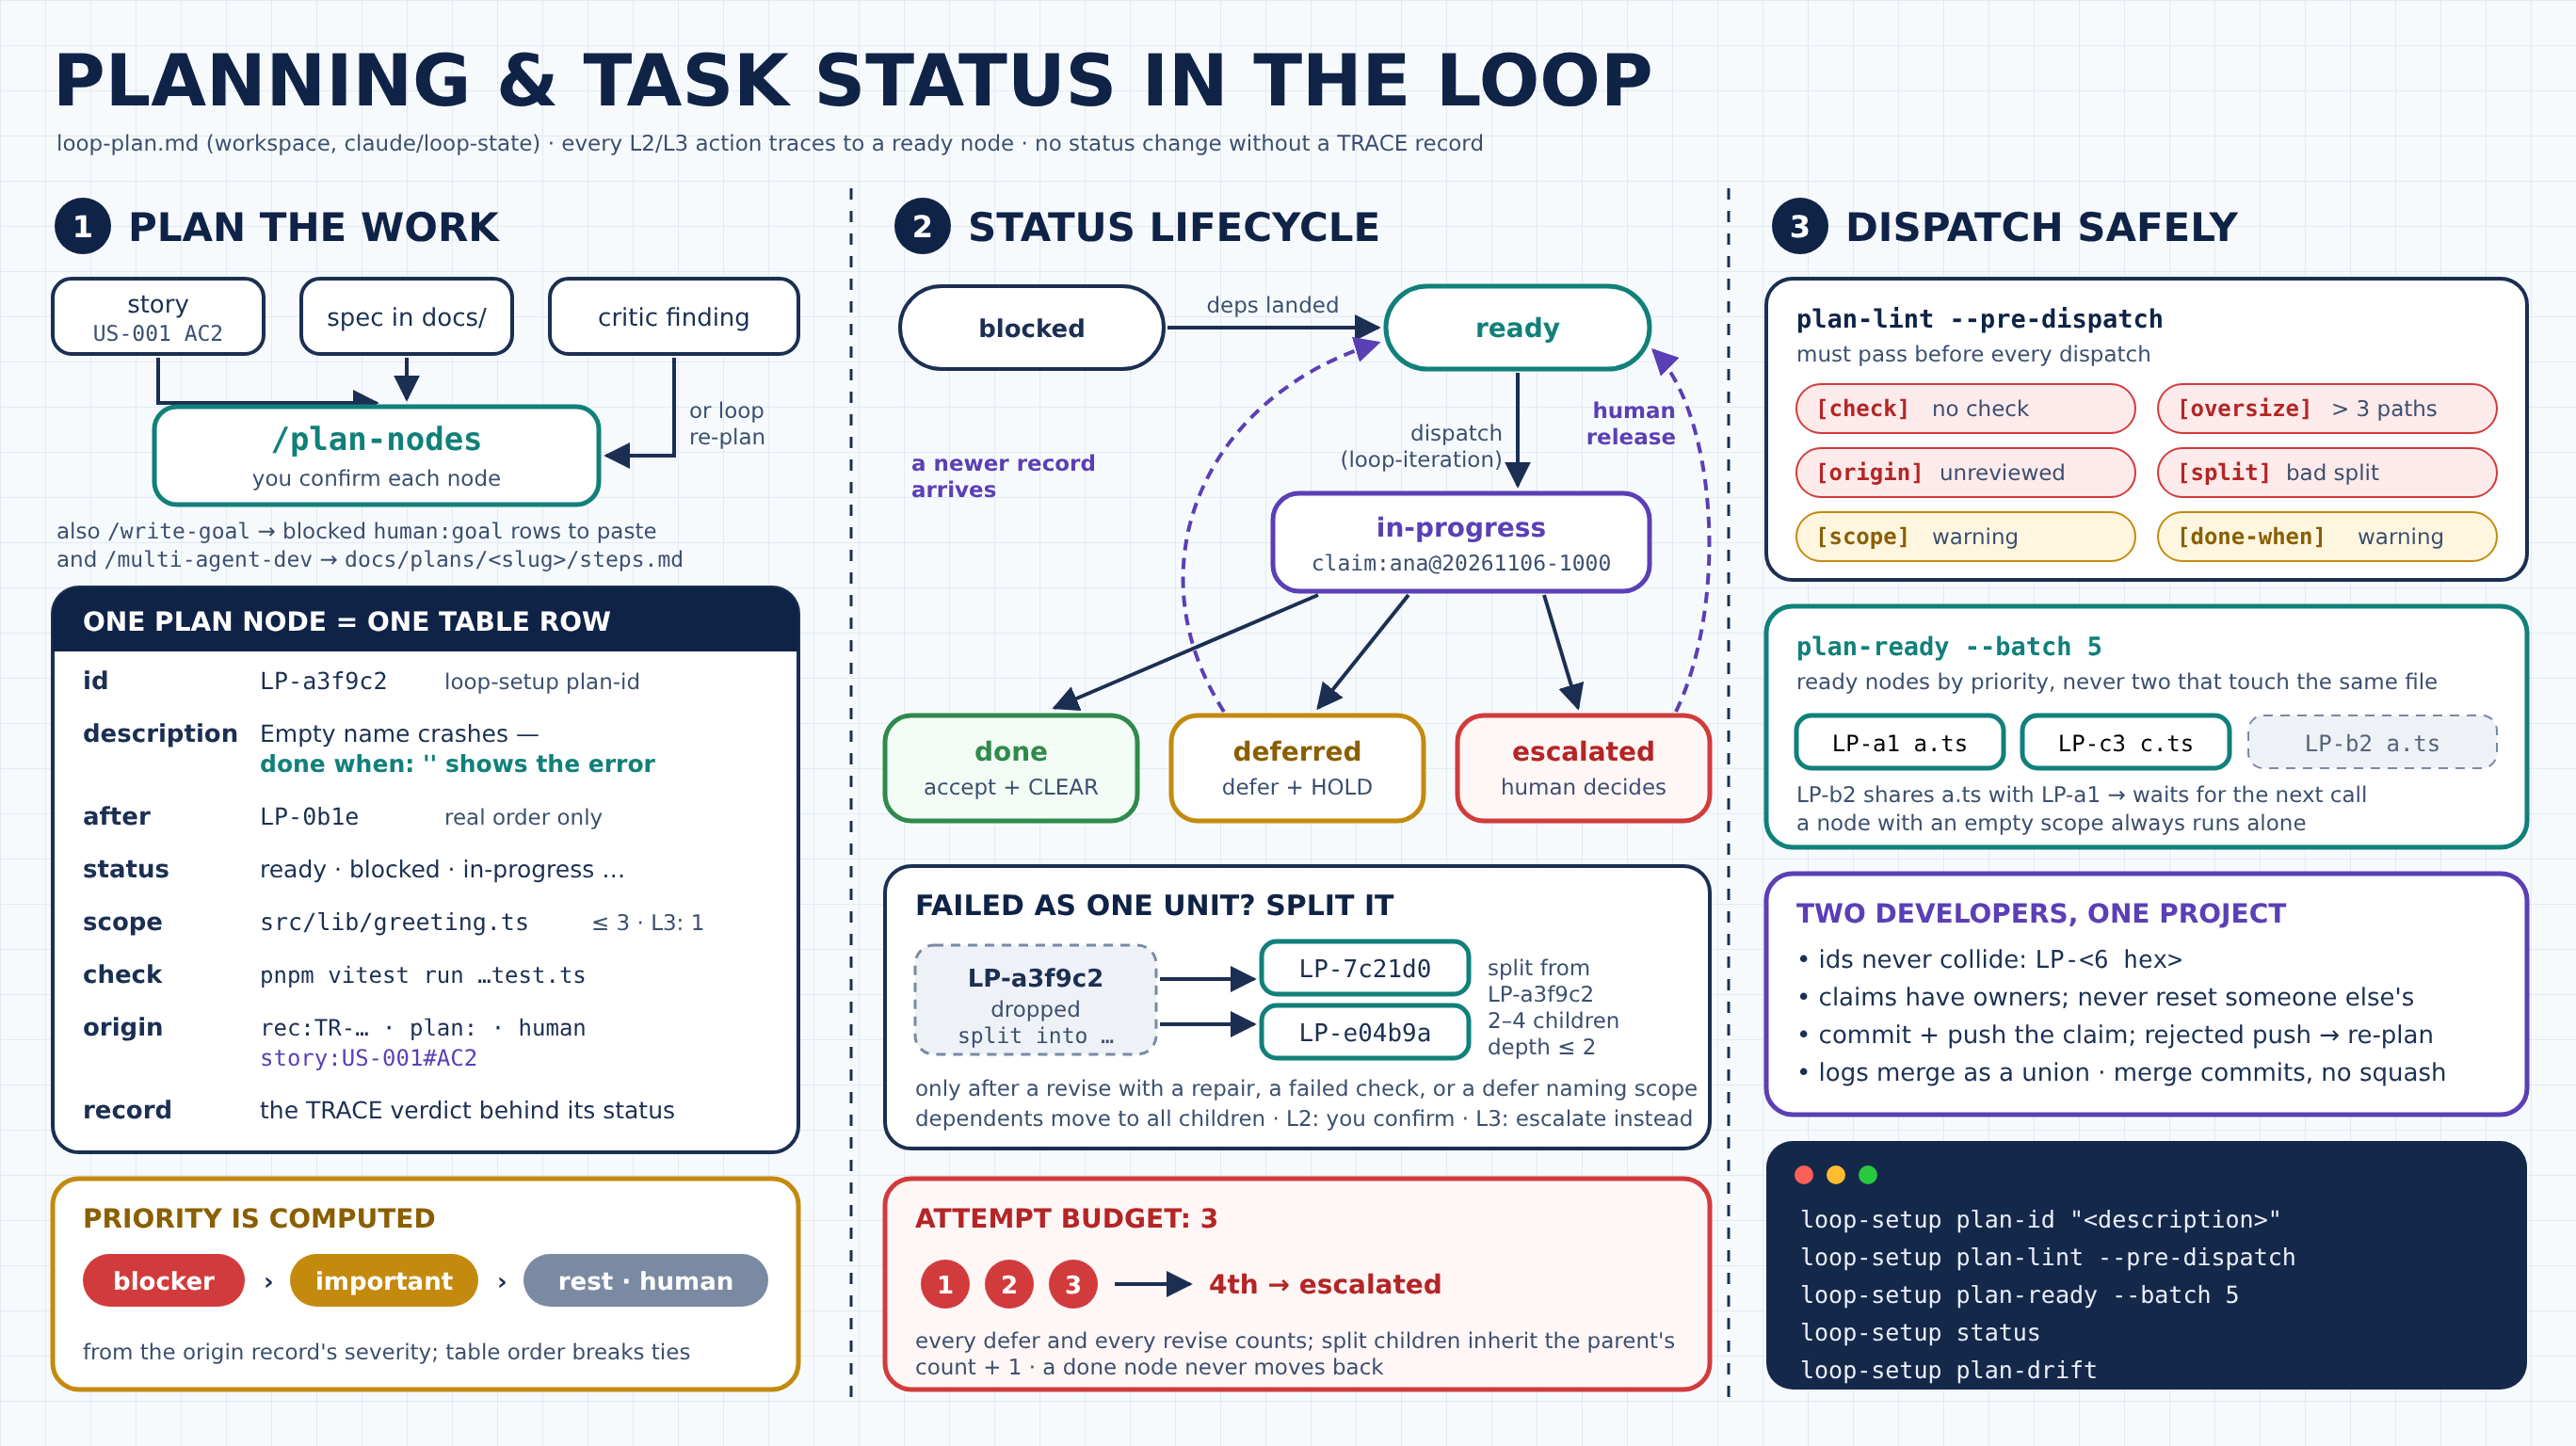 PLANNING & TASK STATUS IN THE LOOP
loop-plan.md (workspace, claude/loop-state) · every L2/L3 action traces to a ready node · no status change without a TRACE record
1 PLAN THE WORK
story
US-001 AC2
spec in docs/
critic finding
or loop
re-plan
/plan-nodes
you confirm each node
also /write-goal → blocked human:goal rows to paste
and /multi-agent-dev → docs/plans/<slug>/steps.md
ONE PLAN NODE = ONE TABLE ROW
id LP-a3f9c2 loop-setup plan-id
description Empty name crashes —
done when: '' shows the error
after LP-0b1e real order only
status ready · blocked · in-progress …
scope src/lib/greeting.ts ≤ 3 · L3: 1
check pnpm vitest run …test.ts
origin rec:TR-… · plan: · human
story:US-001#AC2
record the TRACE verdict behind its status
PRIORITY IS COMPUTED
blocker › important › rest · human
from the origin record's severity; table order breaks ties
2 STATUS LIFECYCLE
blocked
deps landed
ready
human
release
dispatch
(loop-iteration)
a newer record
arrives
in-progress
claim:ana@20261106-1000
done
accept + CLEAR
deferred
defer + HOLD
escalated
human decides
FAILED AS ONE UNIT? SPLIT IT
LP-a3f9c2
dropped
split into …
LP-7c21d0
LP-e04b9a
split from
LP-a3f9c2
2–4 children
depth ≤ 2
only after a revise with a repair, a failed check, or a defer naming scope
dependents move to all children · L2: you confirm · L3: escalate instead
ATTEMPT BUDGET: 3
1 2 3 4th → escalated
every defer and every revise counts; split children inherit the parent's
count + 1 · a done node never moves back
3 DISPATCH SAFELY
plan-lint --pre-dispatch
must pass before every dispatch
[check] no check
[oversize] > 3 paths
[origin] unreviewed
[split] bad split
[scope] warning
[done-when] warning
plan-ready --batch 5
ready nodes by priority, never two that touch the same file
LP-a1 a.ts
LP-c3 c.ts
LP-b2 a.ts
LP-b2 shares a.ts with LP-a1 → waits for the next call
a node with an empty scope always runs alone
TWO DEVELOPERS, ONE PROJECT
• ids never collide: LP-<6 hex>
• claims have owners; never reset someone else's
• commit + push the claim; rejected push → re-plan
• logs merge as a union · merge commits, no squash
loop-setup plan-id "<description>"
loop-setup plan-lint --pre-dispatch
loop-setup plan-ready --batch 5
loop-setup status
loop-setup plan-drift